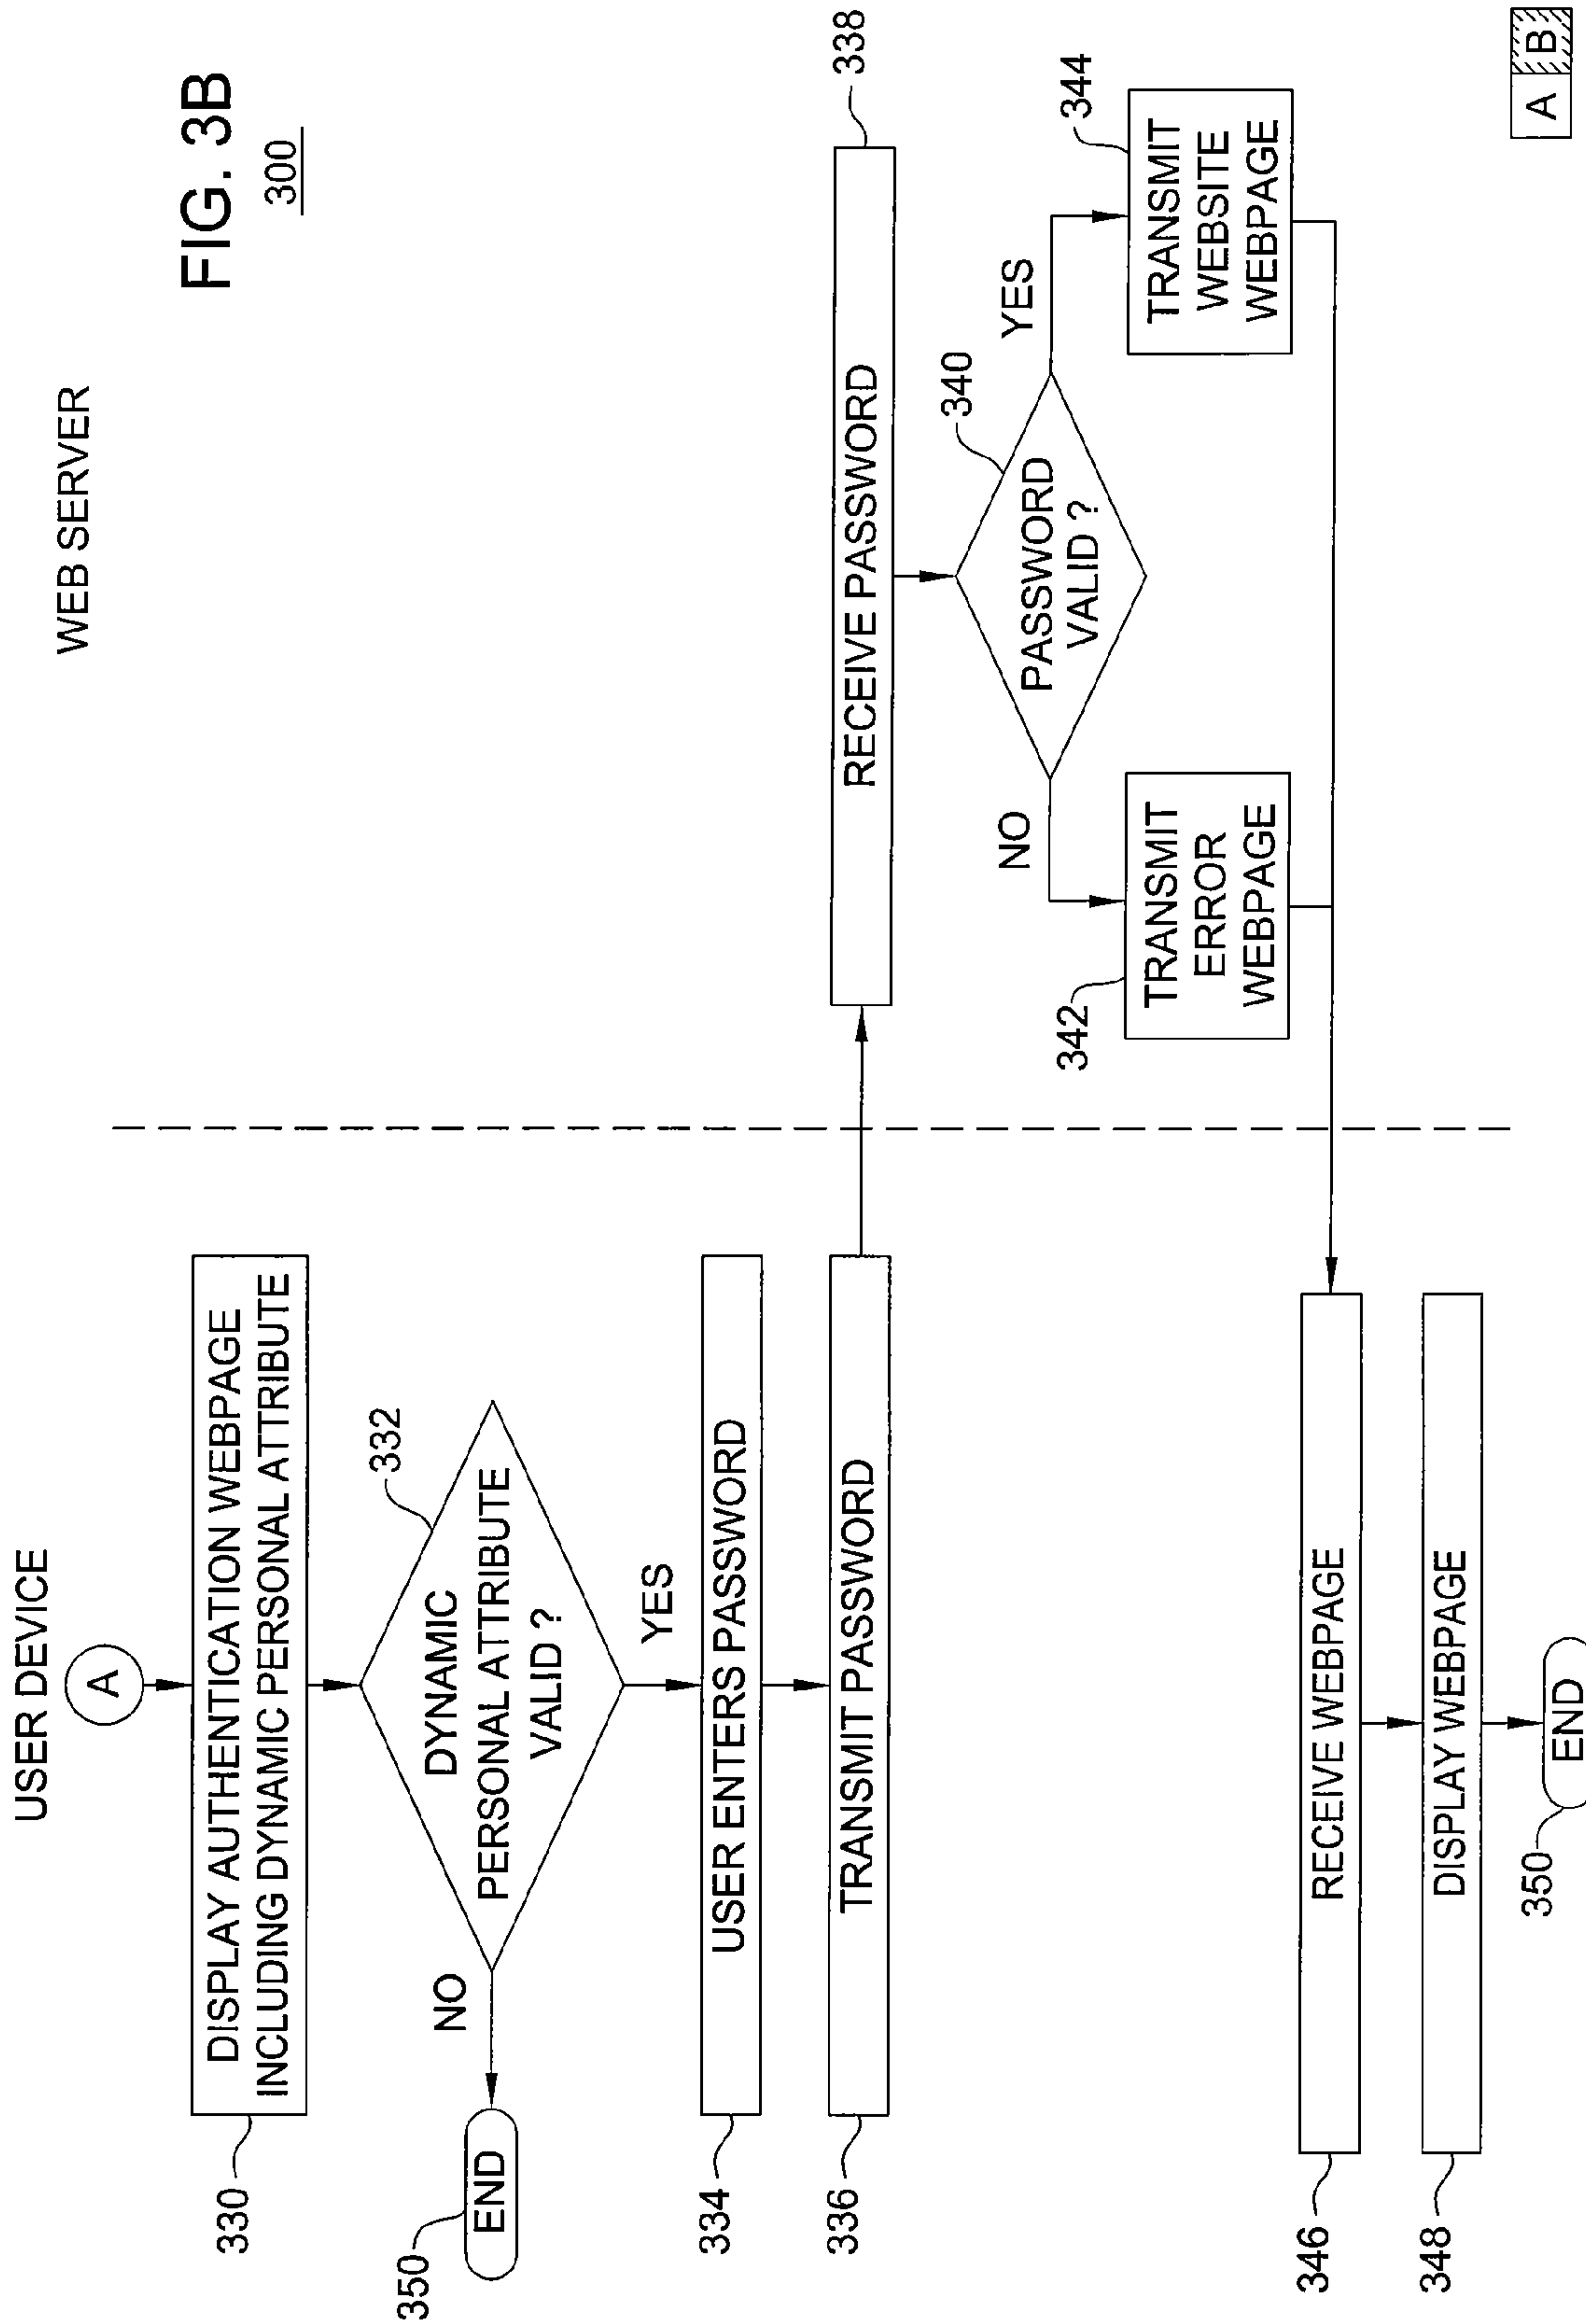 USER DEVICE
WEB SERVER
FIG. 3B
300
A
330
DISPLAY AUTHENTICATION WEBPAGE
INCLUDING DYNAMIC PERSONAL ATTRIBUTE
332
DYNAMIC
PERSONAL ATTRIBUTE
VALID ?
NO
350
END
YES
334
USER ENTERS PASSWORD
336
TRANSMIT PASSWORD
338
RECEIVE PASSWORD
340
PASSWORD
VALID ?
NO
YES
342
TRANSMIT
ERROR
WEBPAGE
344
TRANSMIT
WEBSITE
WEBPAGE
346
RECEIVE WEBPAGE
348
DISPLAY WEBPAGE
350
END
A B